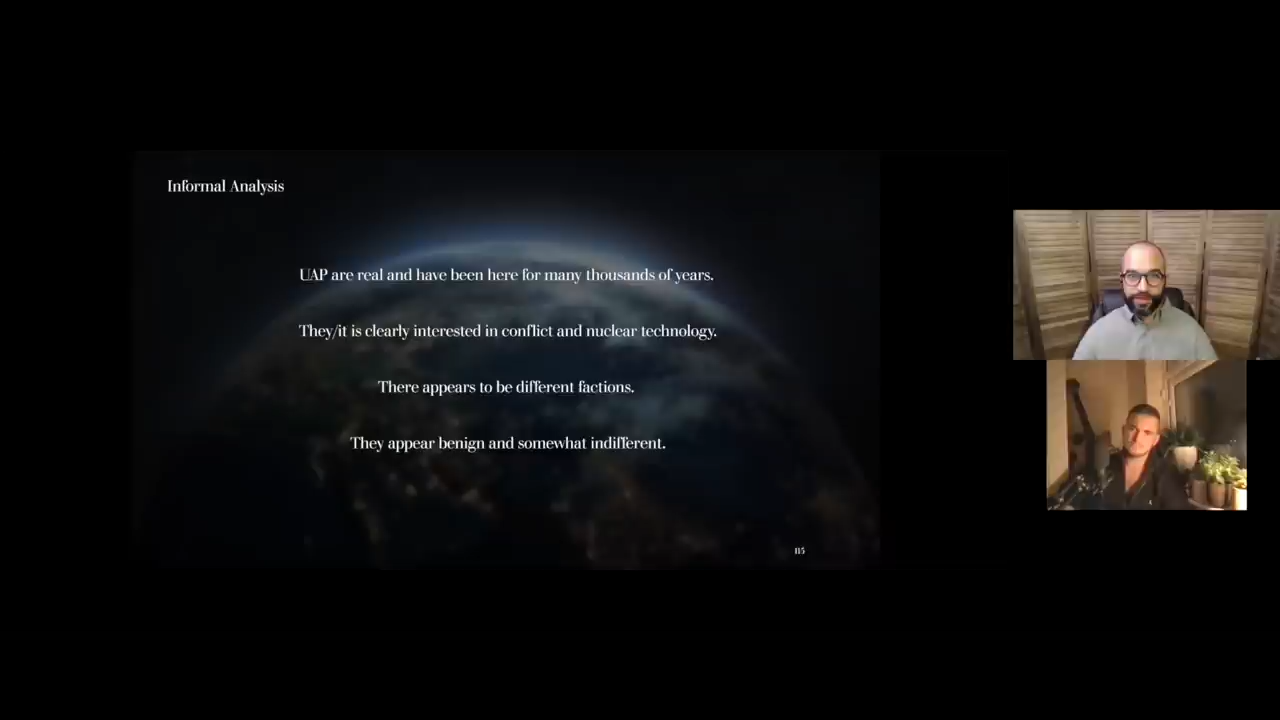 Informal Analysis
UAP are real and have been here for many thousands of years.
They/it is clearly interested in conflict and nuclear technology.
There appears to be different factions.
They appear benign and somewhat indifferent.
115